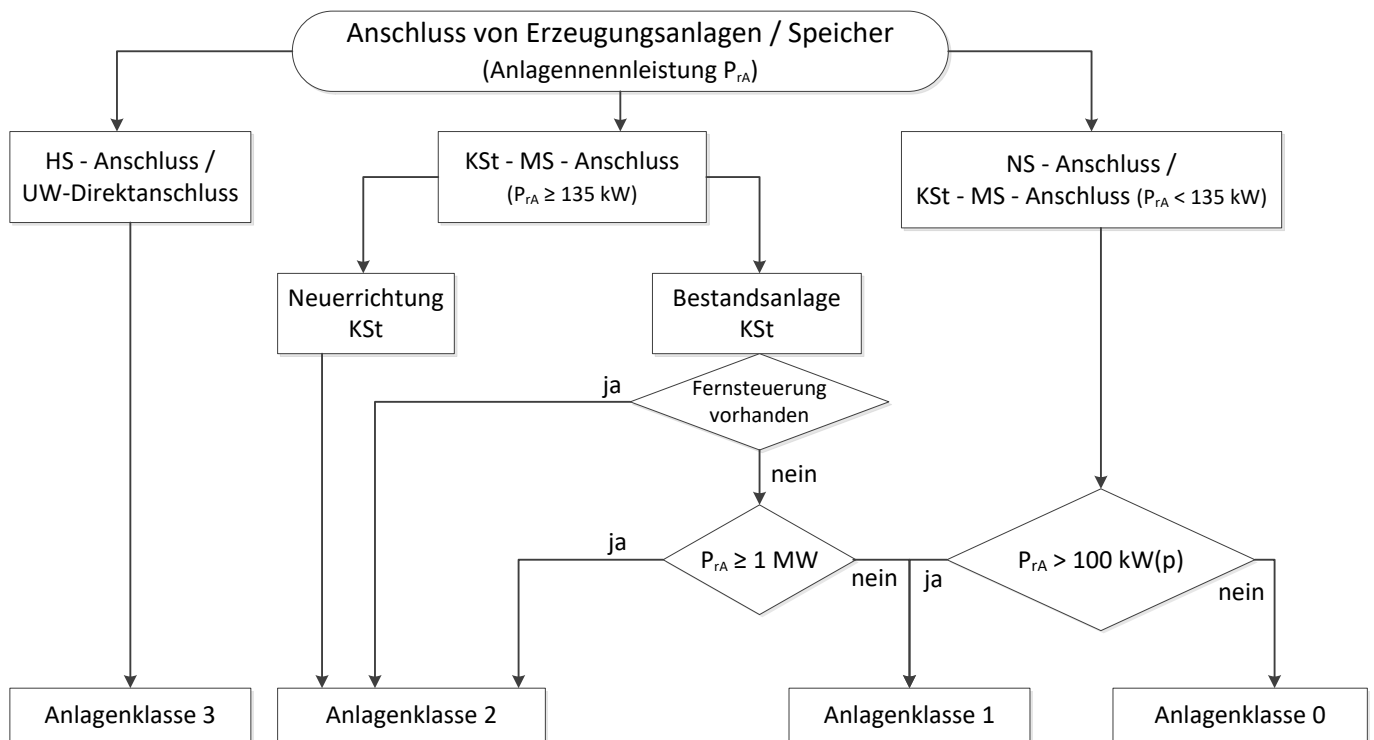 Anschluss von Erzeugungsanlagen / Speicher
(Anlagennennleistung PrA)
HS - Anschluss /
UW-Direktanschluss
KSt - MS - Anschluss
(PrA ≥ 135 kW)
NS - Anschluss /
KSt - MS - Anschluss (PrA < 135 kW)
Neuerrichtung
KSt
Bestandsanlage
KSt
ja
Fernsteuerung
vorhanden
nein
ja
PrA ≥ 1 MW
nein
ja
PrA > 100 kW(p)
nein
Anlagenklasse 3
Anlagenklasse 2
Anlagenklasse 1
Anlagenklasse 0